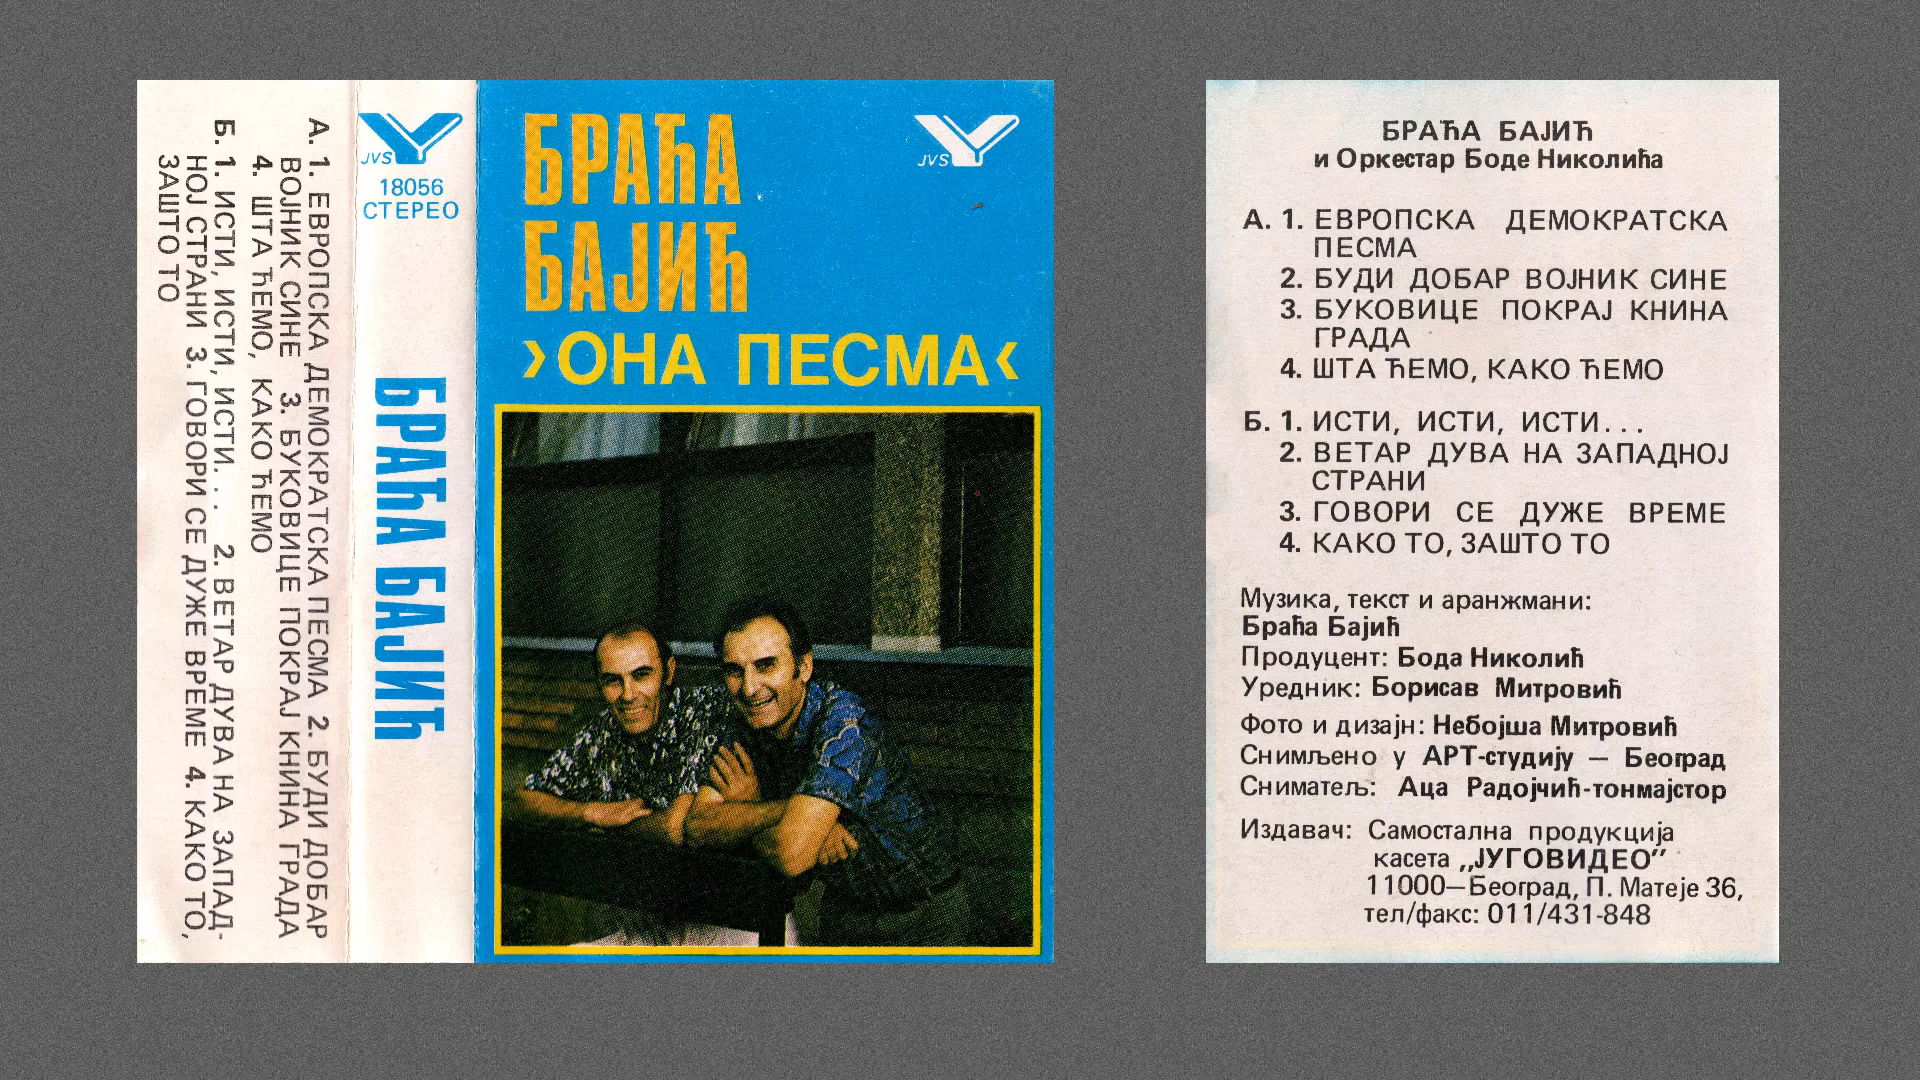 А. 1. ЕВРОПСКА ДЕМОКРАТСКА ПЕСМА 2. БУДИ ДОБАР
ВОЈНИК СИНЕ 3. БУКОВИЦЕ ПОКРАЈ КНИНА ГРАДА
4. ШТА ЋЕМО, КАКО ЋЕМО
Б. 1. ИСТИ, ИСТИ, ИСТИ. . . 2. ВЕТАР ДУВА НА ЗАПАД-
НОЈ СТРАНИ 3. ГОВОРИ СЕ ДУЖЕ ВРЕМЕ 4. КАКО ТО,
ЗАШТО ТО
JVS
18056
СТЕРЕО
БРАЋА БАЈИЋ
БРАЋА
БАЈИЋ
›ОНА ПЕСМА‹
JVS
БРАЋА БАЈИЋ
и Оркестар Боде Николића
А. 1. ЕВРОПСКА ДЕМОКРАТСКА
ПЕСМА
2. БУДИ ДОБАР ВОЈНИК СИНЕ
3. БУКОВИЦЕ ПОКРАЈ КНИНА
ГРАДА
4. ШТА ЋЕМО, КАКО ЋЕМО
Б. 1. ИСТИ, ИСТИ, ИСТИ. . .
2. ВЕТАР ДУВА НА ЗАПАДНОЈ
СТРАНИ
3. ГОВОРИ СЕ ДУЖЕ ВРЕМЕ
4. КАКО ТО, ЗАШТО ТО
Музика, текст и аранжмани:
Браћа Бајић
Продуцент: Бода Николић
Уредник: Борисав Митровић
Фото и дизајн: Небојша Митровић
Снимљено у АРТ-студију — Београд
Сниматељ: Аца Радојчић-тонмајстор
Издавач: Самостална продукција
касета „ЈУГОВИДЕО”
11000—Београд, П. Матеје 36,
тел/факс: 011/431-848